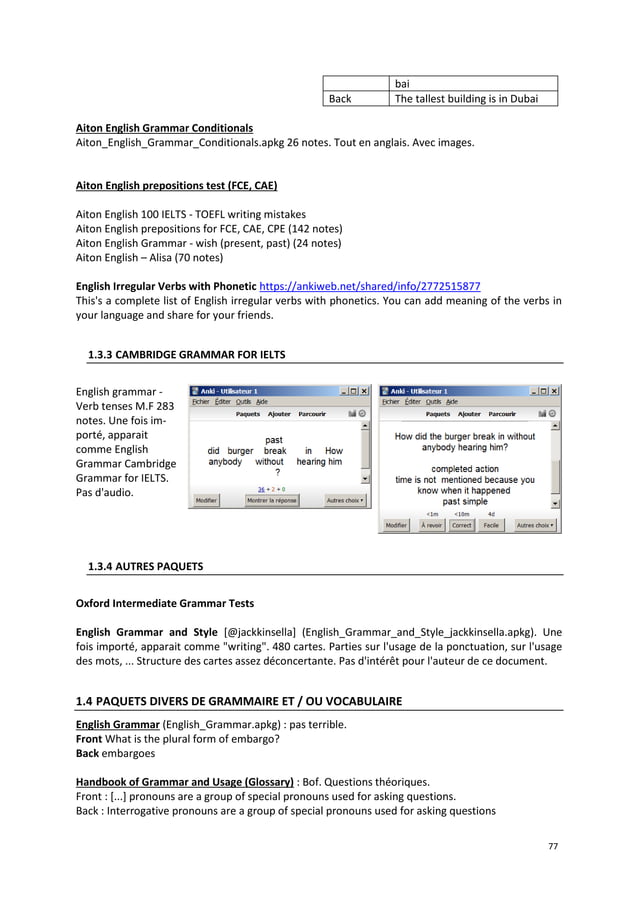 bai
Back The tallest building is in Dubai
Aiton English Grammar Conditionals
Aiton_English_Grammar_Conditionals.apkg 26 notes. Tout en anglais. Avec images.
Aiton English prepositions test (FCE, CAE)
Aiton English 100 IELTS - TOEFL writing mistakes
Aiton English prepositions for FCE, CAE, CPE (142 notes)
Aiton English Grammar - wish (present, past) (24 notes)
Aiton English – Alisa (70 notes)
English Irregular Verbs with Phonetic https://ankiweb.net/shared/info/2772515877
This's a complete list of English irregular verbs with phonetics. You can add meaning of the verbs in
your language and share for your friends.
1.3.3 CAMBRIDGE GRAMMAR FOR IELTS
English grammar -
Verb tenses M.F 283
notes. Une fois im-
porté, apparait
comme English
Grammar Cambridge
Grammar for IELTS.
Pas d'audio.
Anki - Utilisateur 1
Fichier Éditer Outils Aide
Paquets Ajouter Parcourir
past
did burger break in How
anybody without hearing him
?
36 + 2 + 0
Modifier Montrer la réponse Autres choix
Anki - Utilisateur 1
Fichier Éditer Outils Aide
Paquets Ajouter Parcourir
How did the burger break in without
anybody hearing him?
completed action
time is not mentioned because you
know when it happened
past simple
<1m <10m 4d
Modifier À revoir Correct Facile Autres choix
1.3.4 AUTRES PAQUETS
Oxford Intermediate Grammar Tests
English Grammar and Style [@jackkinsella] (English_Grammar_and_Style_jackkinsella.apkg). Une
fois importé, apparait comme "writing". 480 cartes. Parties sur l'usage de la ponctuation, sur l'usage
des mots, ... Structure des cartes assez déconcertante. Pas d'intérêt pour l'auteur de ce document.
1.4 PAQUETS DIVERS DE GRAMMAIRE ET / OU VOCABULAIRE
English Grammar (English_Grammar.apkg) : pas terrible.
Front What is the plural form of embargo?
Back embargoes
Handbook of Grammar and Usage (Glossary) : Bof. Questions théoriques.
Front : [...] pronouns are a group of special pronouns used for asking questions.
Back : Interrogative pronouns are a group of special pronouns used for asking questions
77